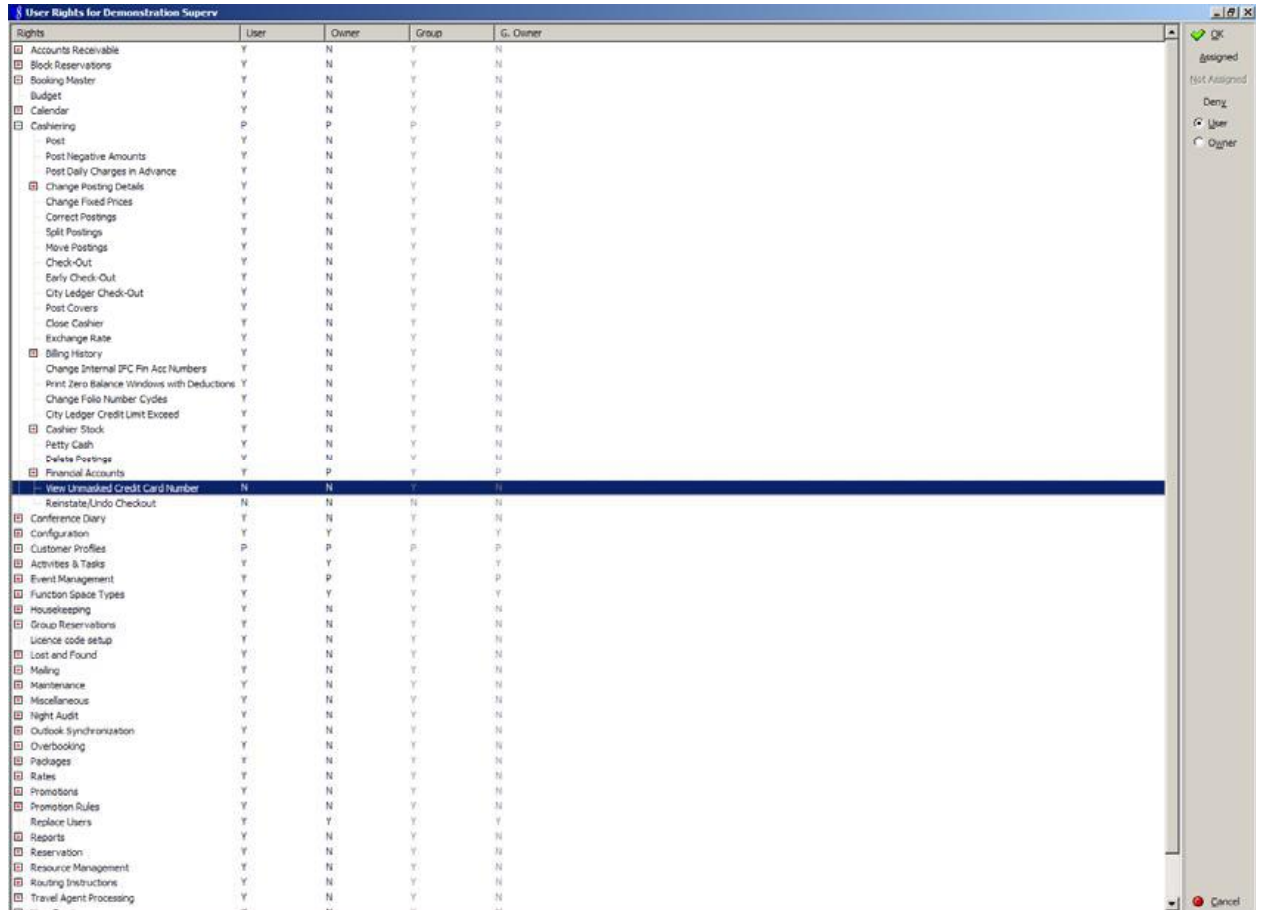 User Rights for Demonstration Superv
Rights User Owner Group G. Owner
Accounts Receivable Y N Y N
Block Reservations Y N Y N
Booking Master Y N Y N
Budget Y N Y N
Calendar Y N Y N
Cashiering P P P P
Post Y N Y N
Post Negative Amounts Y N Y N
Post Daily Charges in Advance Y N Y N
Change Posting Details Y N Y N
Change Fixed Prices Y N Y N
Correct Postings Y N Y N
Split Postings Y N Y N
Move Postings Y N Y N
Check-Out Y N Y N
Early Check-Out Y N Y N
City Ledger Check-Out Y N Y N
Post Covers Y N Y N
Close Cashier Y N Y N
Exchange Rate Y N Y N
Billing History Y N Y N
Change Internal IFC Fin Acc Numbers Y N Y N
Print Zero Balance Windows with Deductions Y N Y N
Change Folio Number Cycles Y N Y N
City Ledger Credit Limit Exceed Y N Y N
Cashier Stock Y N Y N
Petty Cash Y N Y N
Delete Postings Y N Y N
Financial Accounts Y P Y P
View Unmasked Credit Card Number N N Y N
Reinstate/Undo Checkout N N N N
Conference Diary Y N Y N
Configuration Y Y Y Y
Customer Profiles P P P P
Activities & Tasks Y Y Y Y
Event Management Y P Y P
Function Space Types Y Y Y Y
Housekeeping Y N Y N
Group Reservations Y N Y N
Licence code setup Y N Y N
Lost and Found Y N Y N
Mailing Y N Y N
Maintenance Y N Y N
Miscellaneous Y N Y N
Night Audit Y N Y N
Outlook Synchronization Y N Y N
Overbooking Y N Y N
Packages Y N Y N
Rates Y N Y N
Promotions Y N Y N
Promotion Rules Y N Y N
Replace Users Y Y Y Y
Reports Y N Y N
Reservation Y N Y N
Resource Management Y N Y N
Routing Instructions Y N Y N
Travel Agent Processing Y N Y N
OK
Assigned
Not Assigned
Deny
User
Owner
Cancel